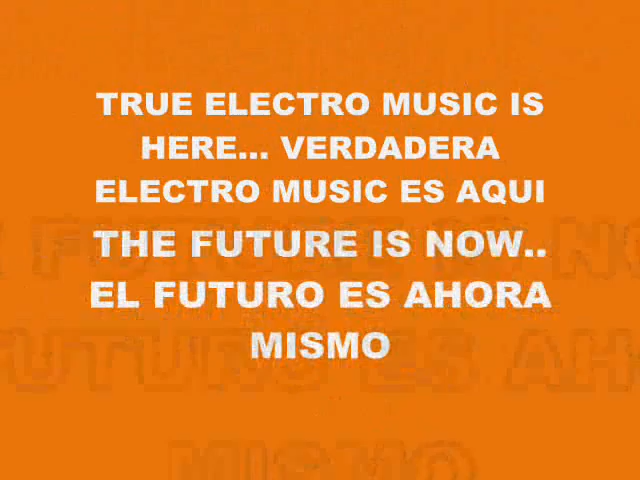 TRUE ELECTRO MUSIC IS
HERE... VERDADERA
ELECTRO MUSIC ES AQUI
THE FUTURE IS NOW..
EL FUTURO ES AHORA
MISMO